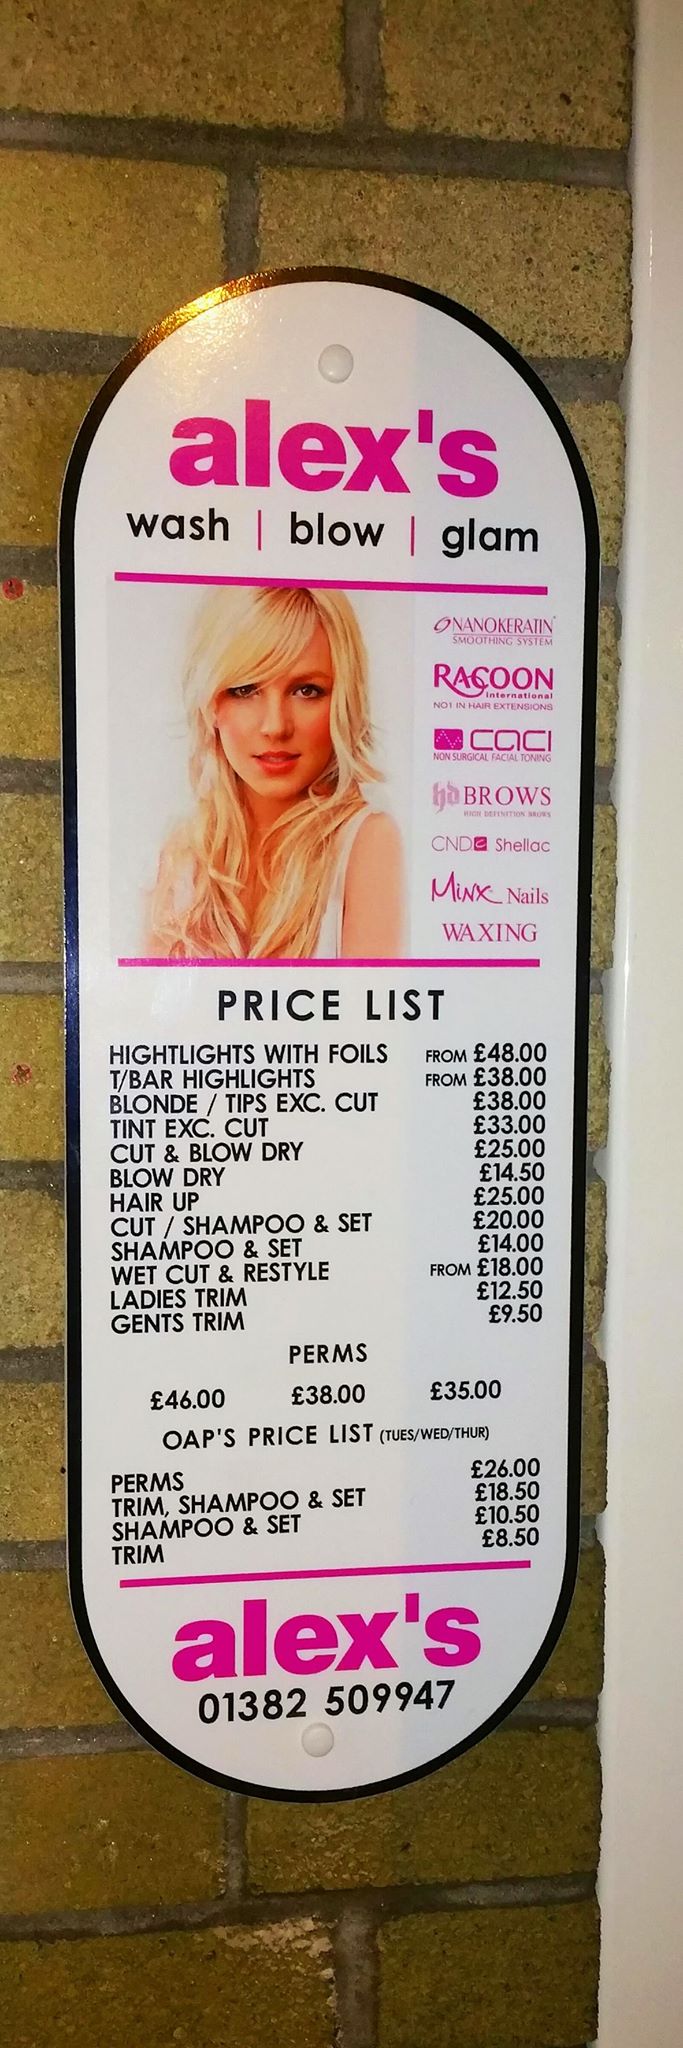 alex's
wash | blow | glam
NANOKERATIN
SMOOTHING SYSTEM
RACOON
International
NO1 IN HAIR EXTENSIONS
CACI
NON SURGICAL FACIAL TONING
hd BROWS
HIGH DEFINITION BROWS
CND Shellac
Minx Nails
WAXING
PRICE LIST
HIGHTLIGHTS WITH FOILS FROM £48.00
T/BAR HIGHLIGHTS FROM £38.00
BLONDE / TIPS EXC. CUT £38.00
TINT EXC. CUT £33.00
CUT & BLOW DRY £25.00
BLOW DRY £14.50
HAIR UP £25.00
CUT / SHAMPOO & SET £20.00
SHAMPOO & SET £14.00
WET CUT & RESTYLE FROM £18.00
LADIES TRIM £12.50
GENTS TRIM £9.50
PERMS
£46.00 £38.00 £35.00
OAP'S PRICE LIST (TUES/WED/THUR)
PERMS £26.00
TRIM, SHAMPOO & SET £18.50
SHAMPOO & SET £10.50
TRIM £8.50
alex's
01382 509947